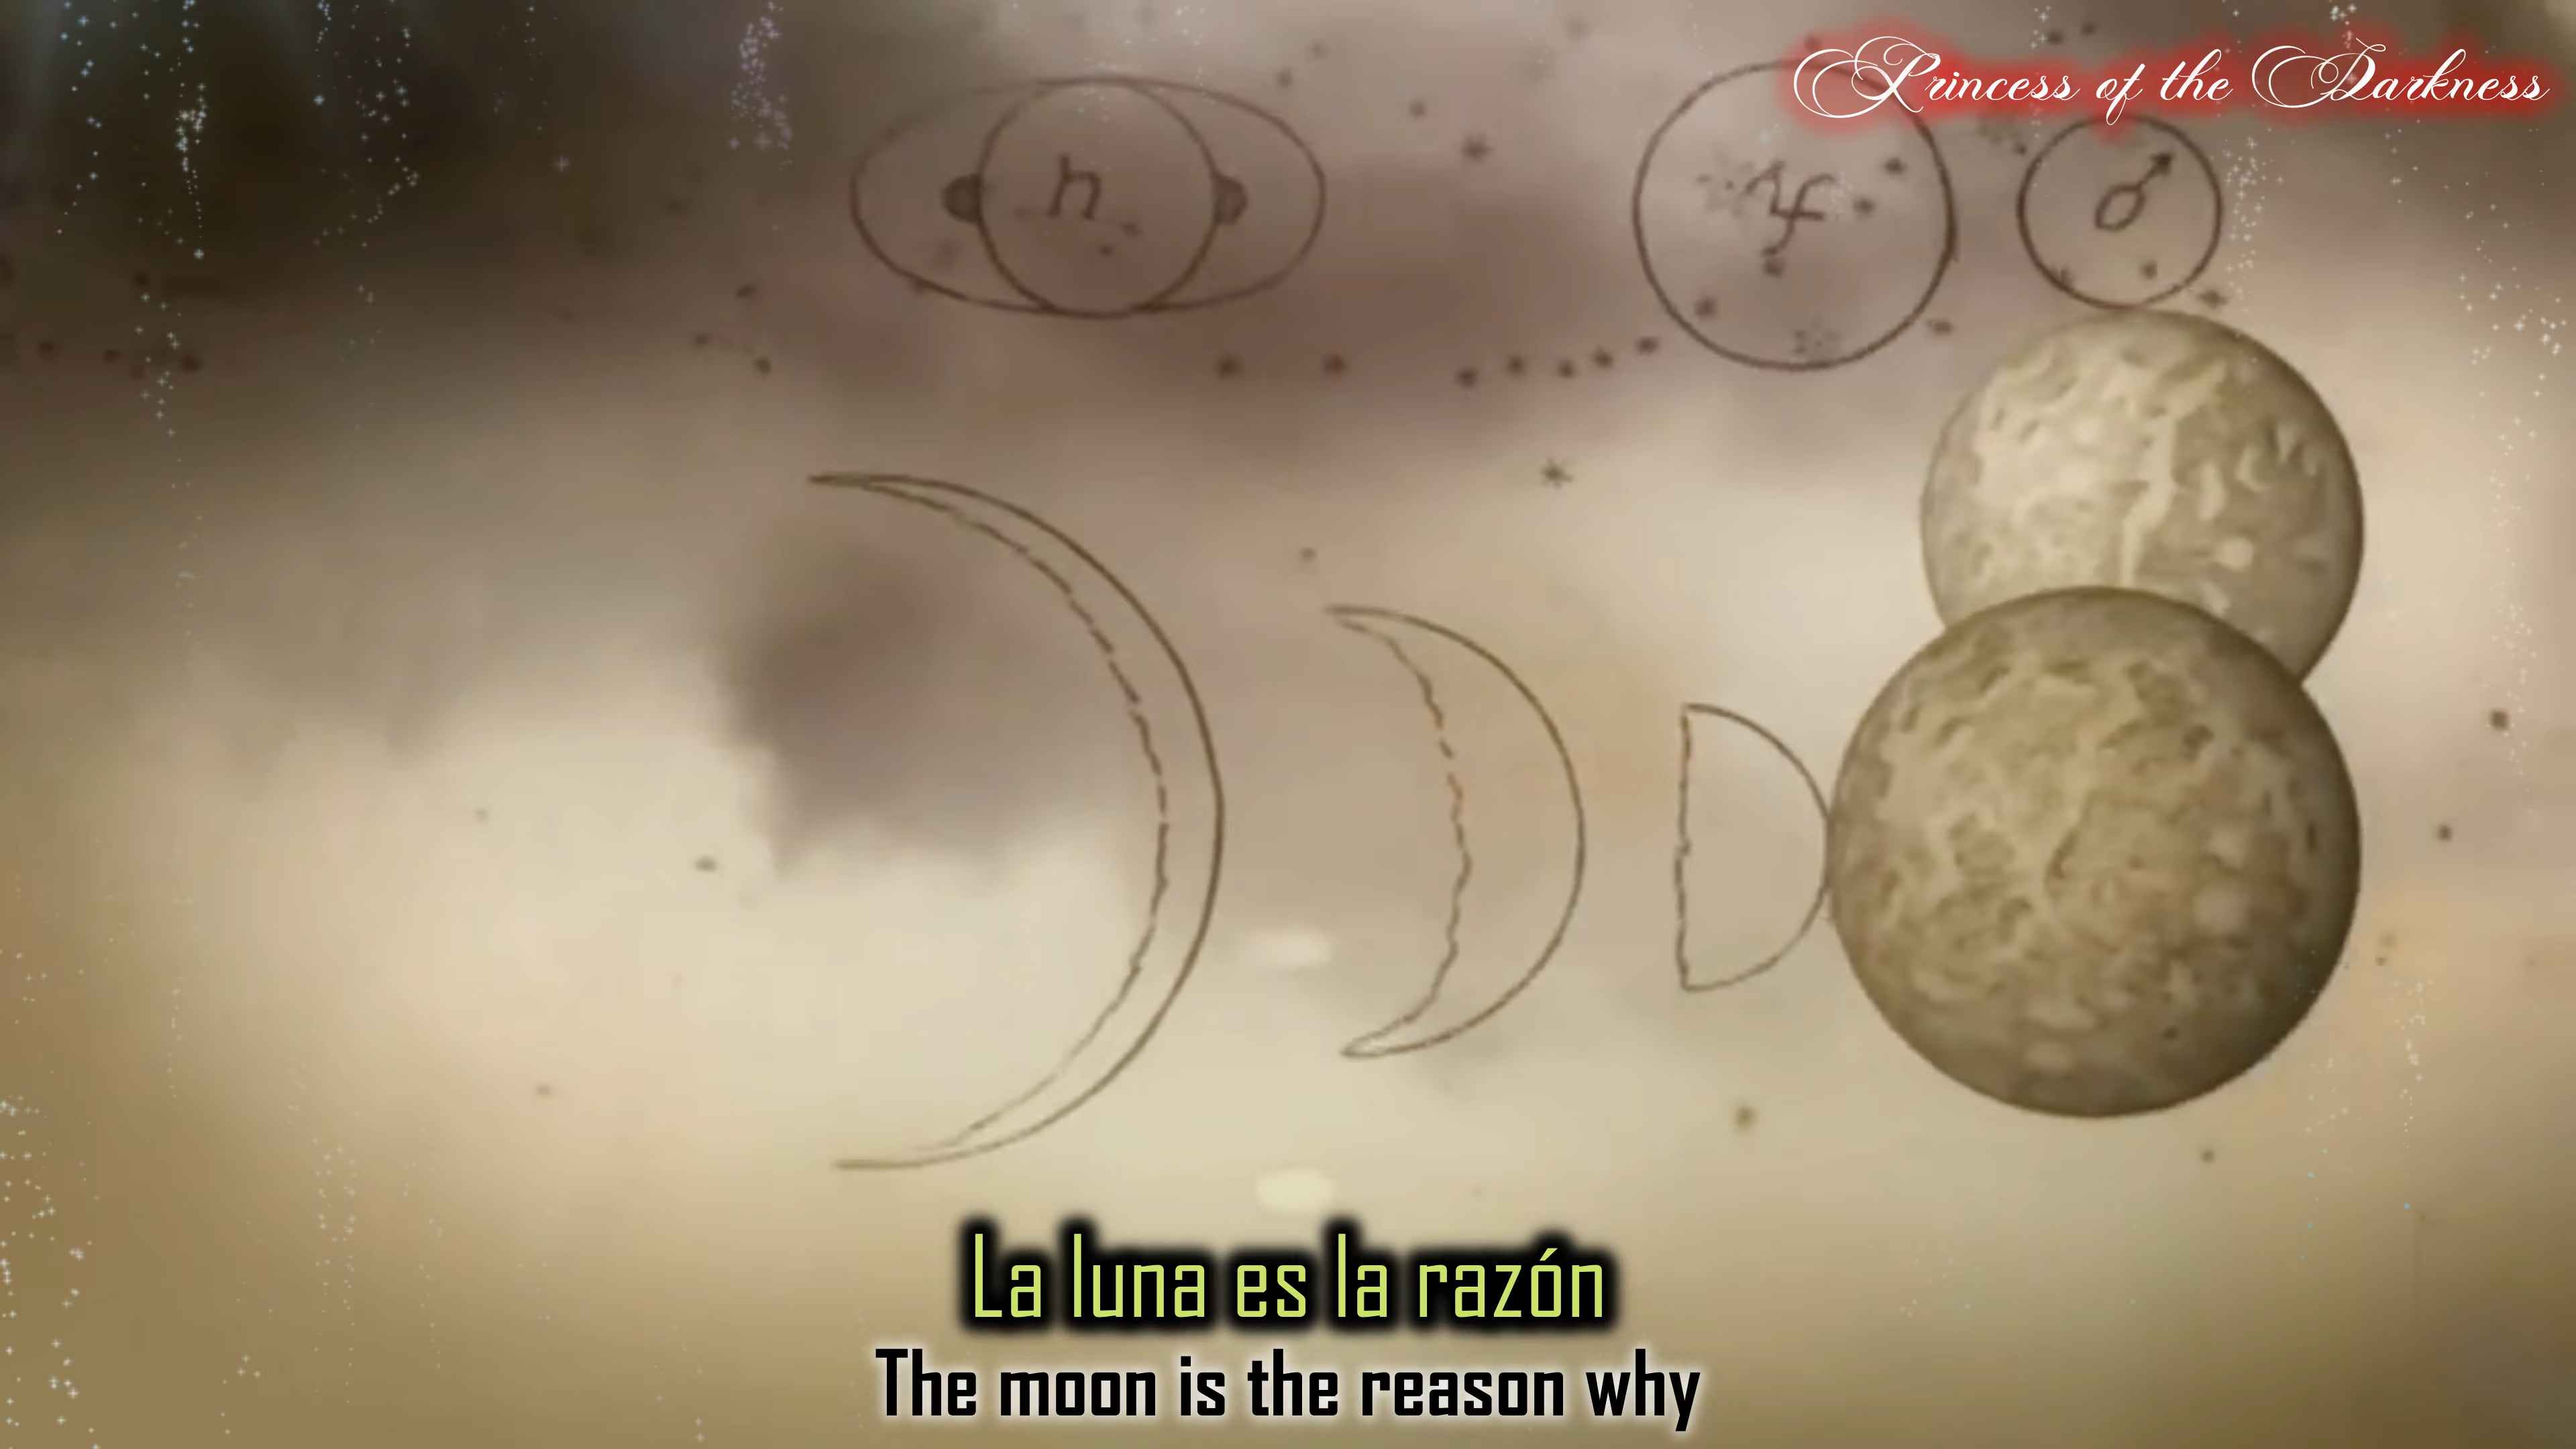 Princess of the Darkness
♄ ♃ ♂
La luna es la razón
The moon is the reason why